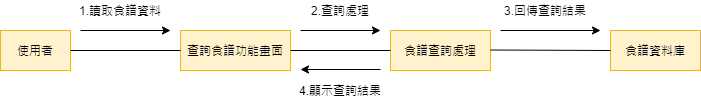 1.讀取食譜資料
2.查詢處理
3.回傳查詢結果
使用者
查詢食譜功能畫面
食譜查詢處理
食譜資料庫
4.顯示查詢結果